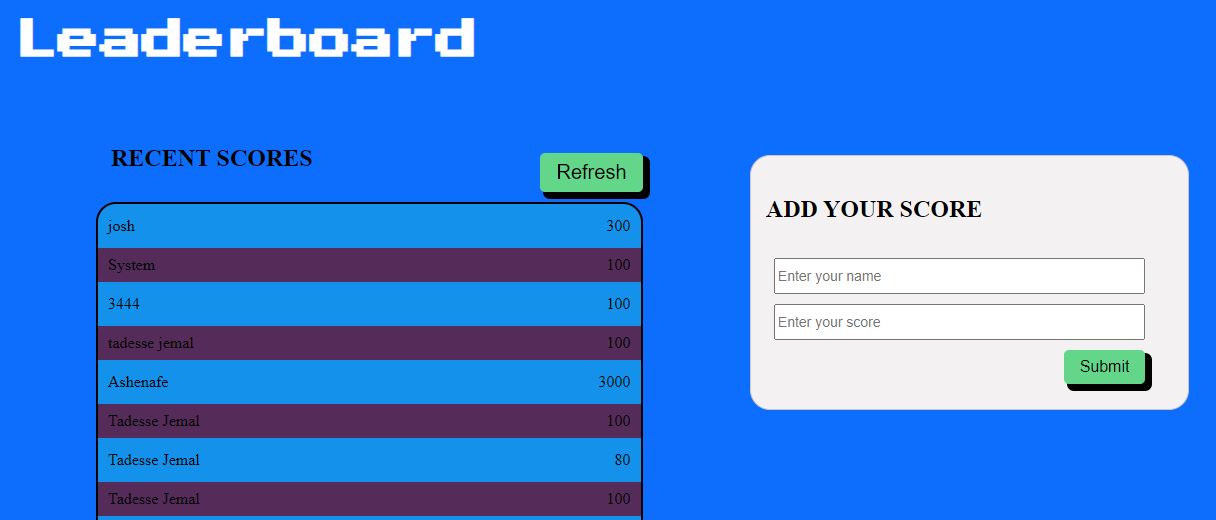 Leaderboard
RECENT SCORES
Refresh
josh 300
System 100
3444 100
tadesse jemal 100
Ashenafe 3000
Tadesse Jemal 100
Tadesse Jemal 80
Tadesse Jemal 100
ADD YOUR SCORE
Enter your name
Enter your score
Submit